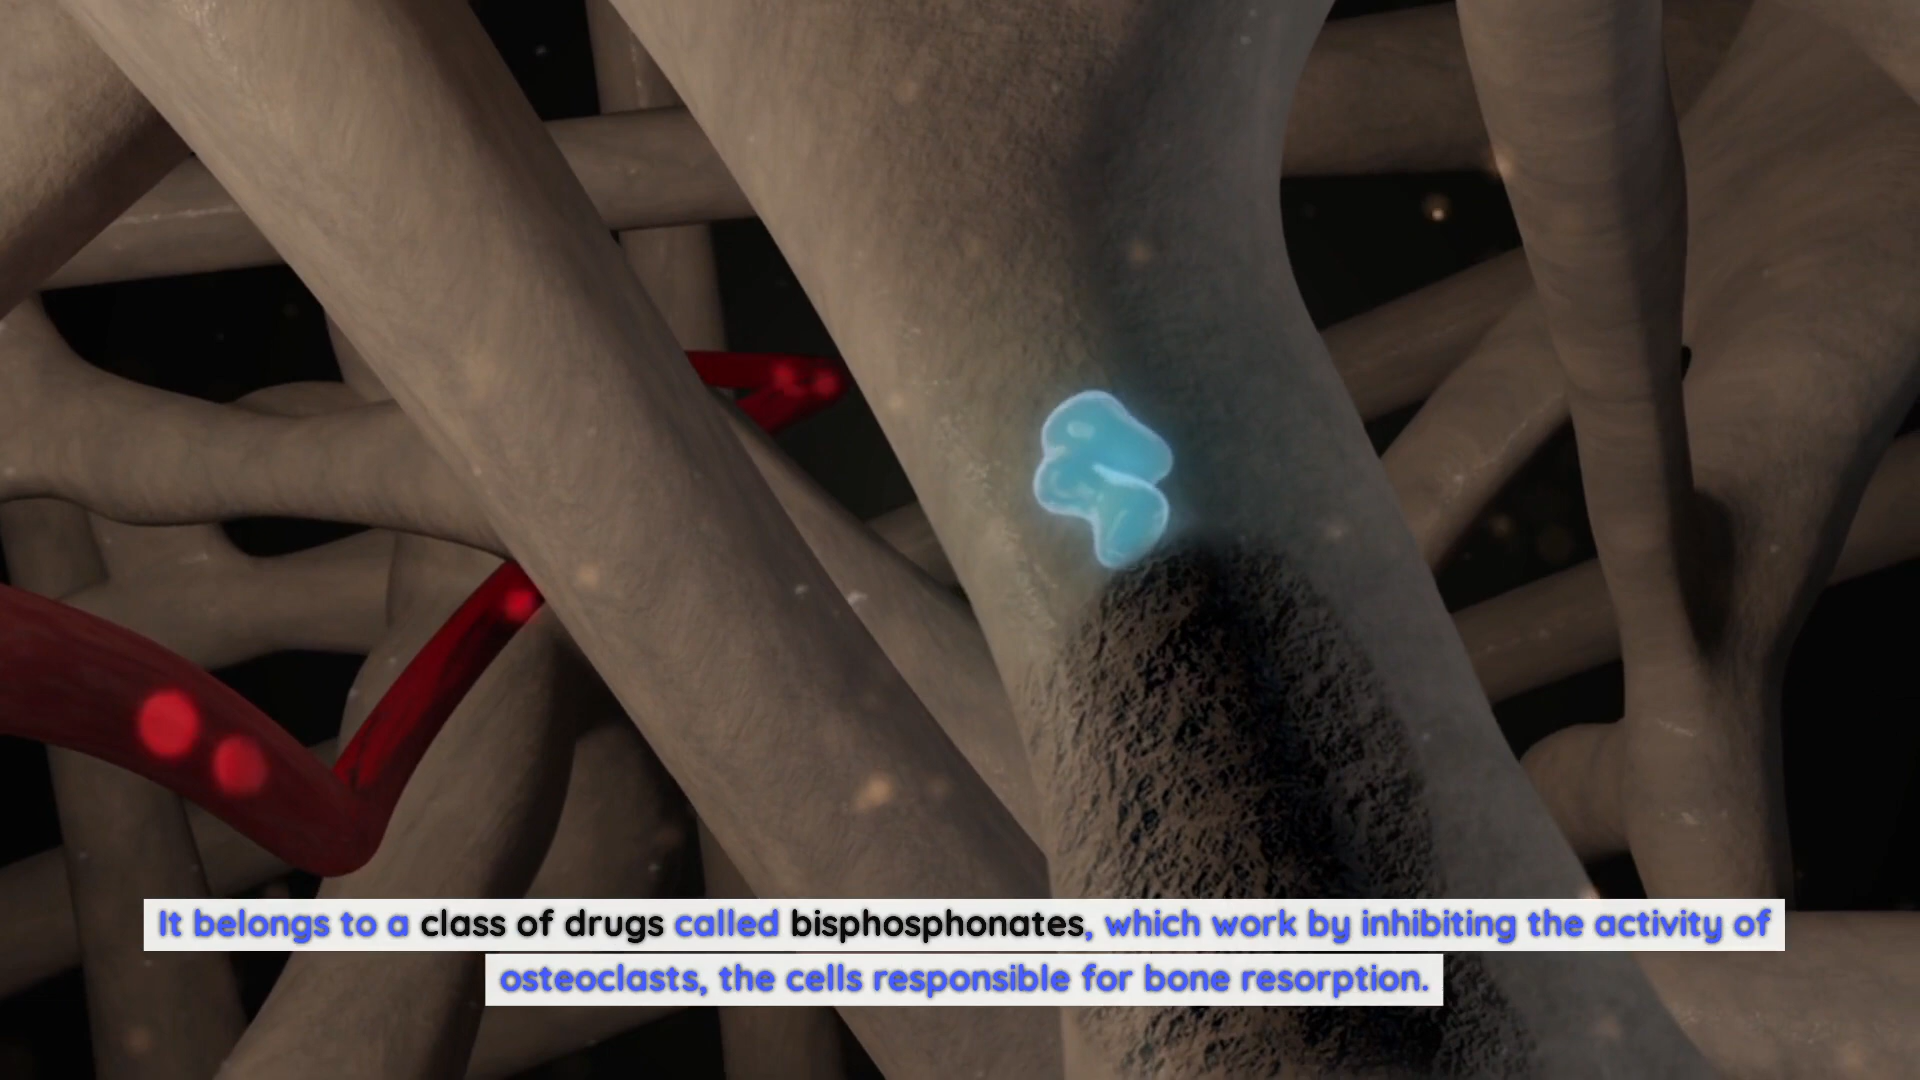 It belongs to a class of drugs called bisphosphonates, which work by inhibiting the activity of
osteoclasts, the cells responsible for bone resorption.